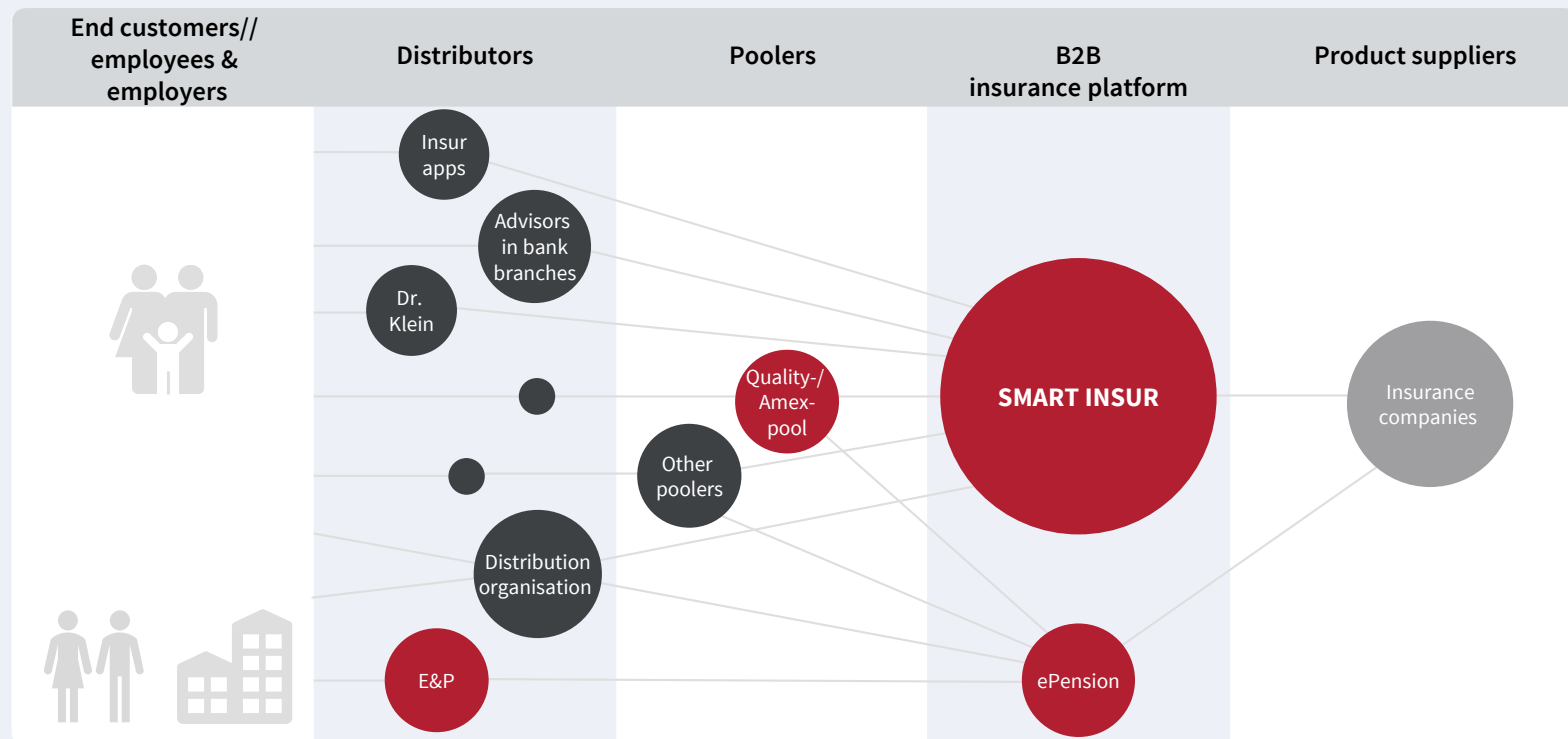 End customers//
employees &
employers
Distributors
Poolers
B2B
insurance platform
Product suppliers
Insur
apps
Advisors
in bank
branches
Dr.
Klein
Quality-/
Amex-
pool
SMART INSUR
Insurance
companies
Other
poolers
Distribution
organisation
E&P
ePension